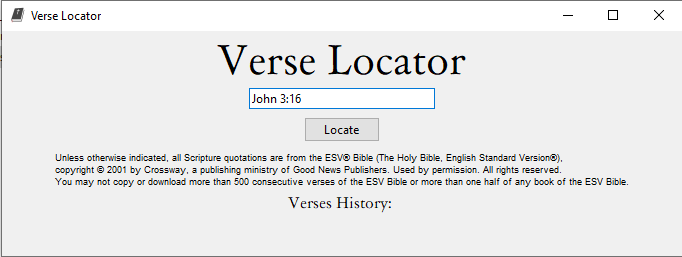 Verse Locator
Verse Locator
John 3:16
Locate
Unless otherwise indicated, all Scripture quotations are from the ESV® Bible (The Holy Bible, English Standard Version®),
copyright © 2001 by Crossway, a publishing ministry of Good News Publishers. Used by permission. All rights reserved.
You may not copy or download more than 500 consecutive verses of the ESV Bible or more than one half of any book of the ESV Bible.
Verses History: